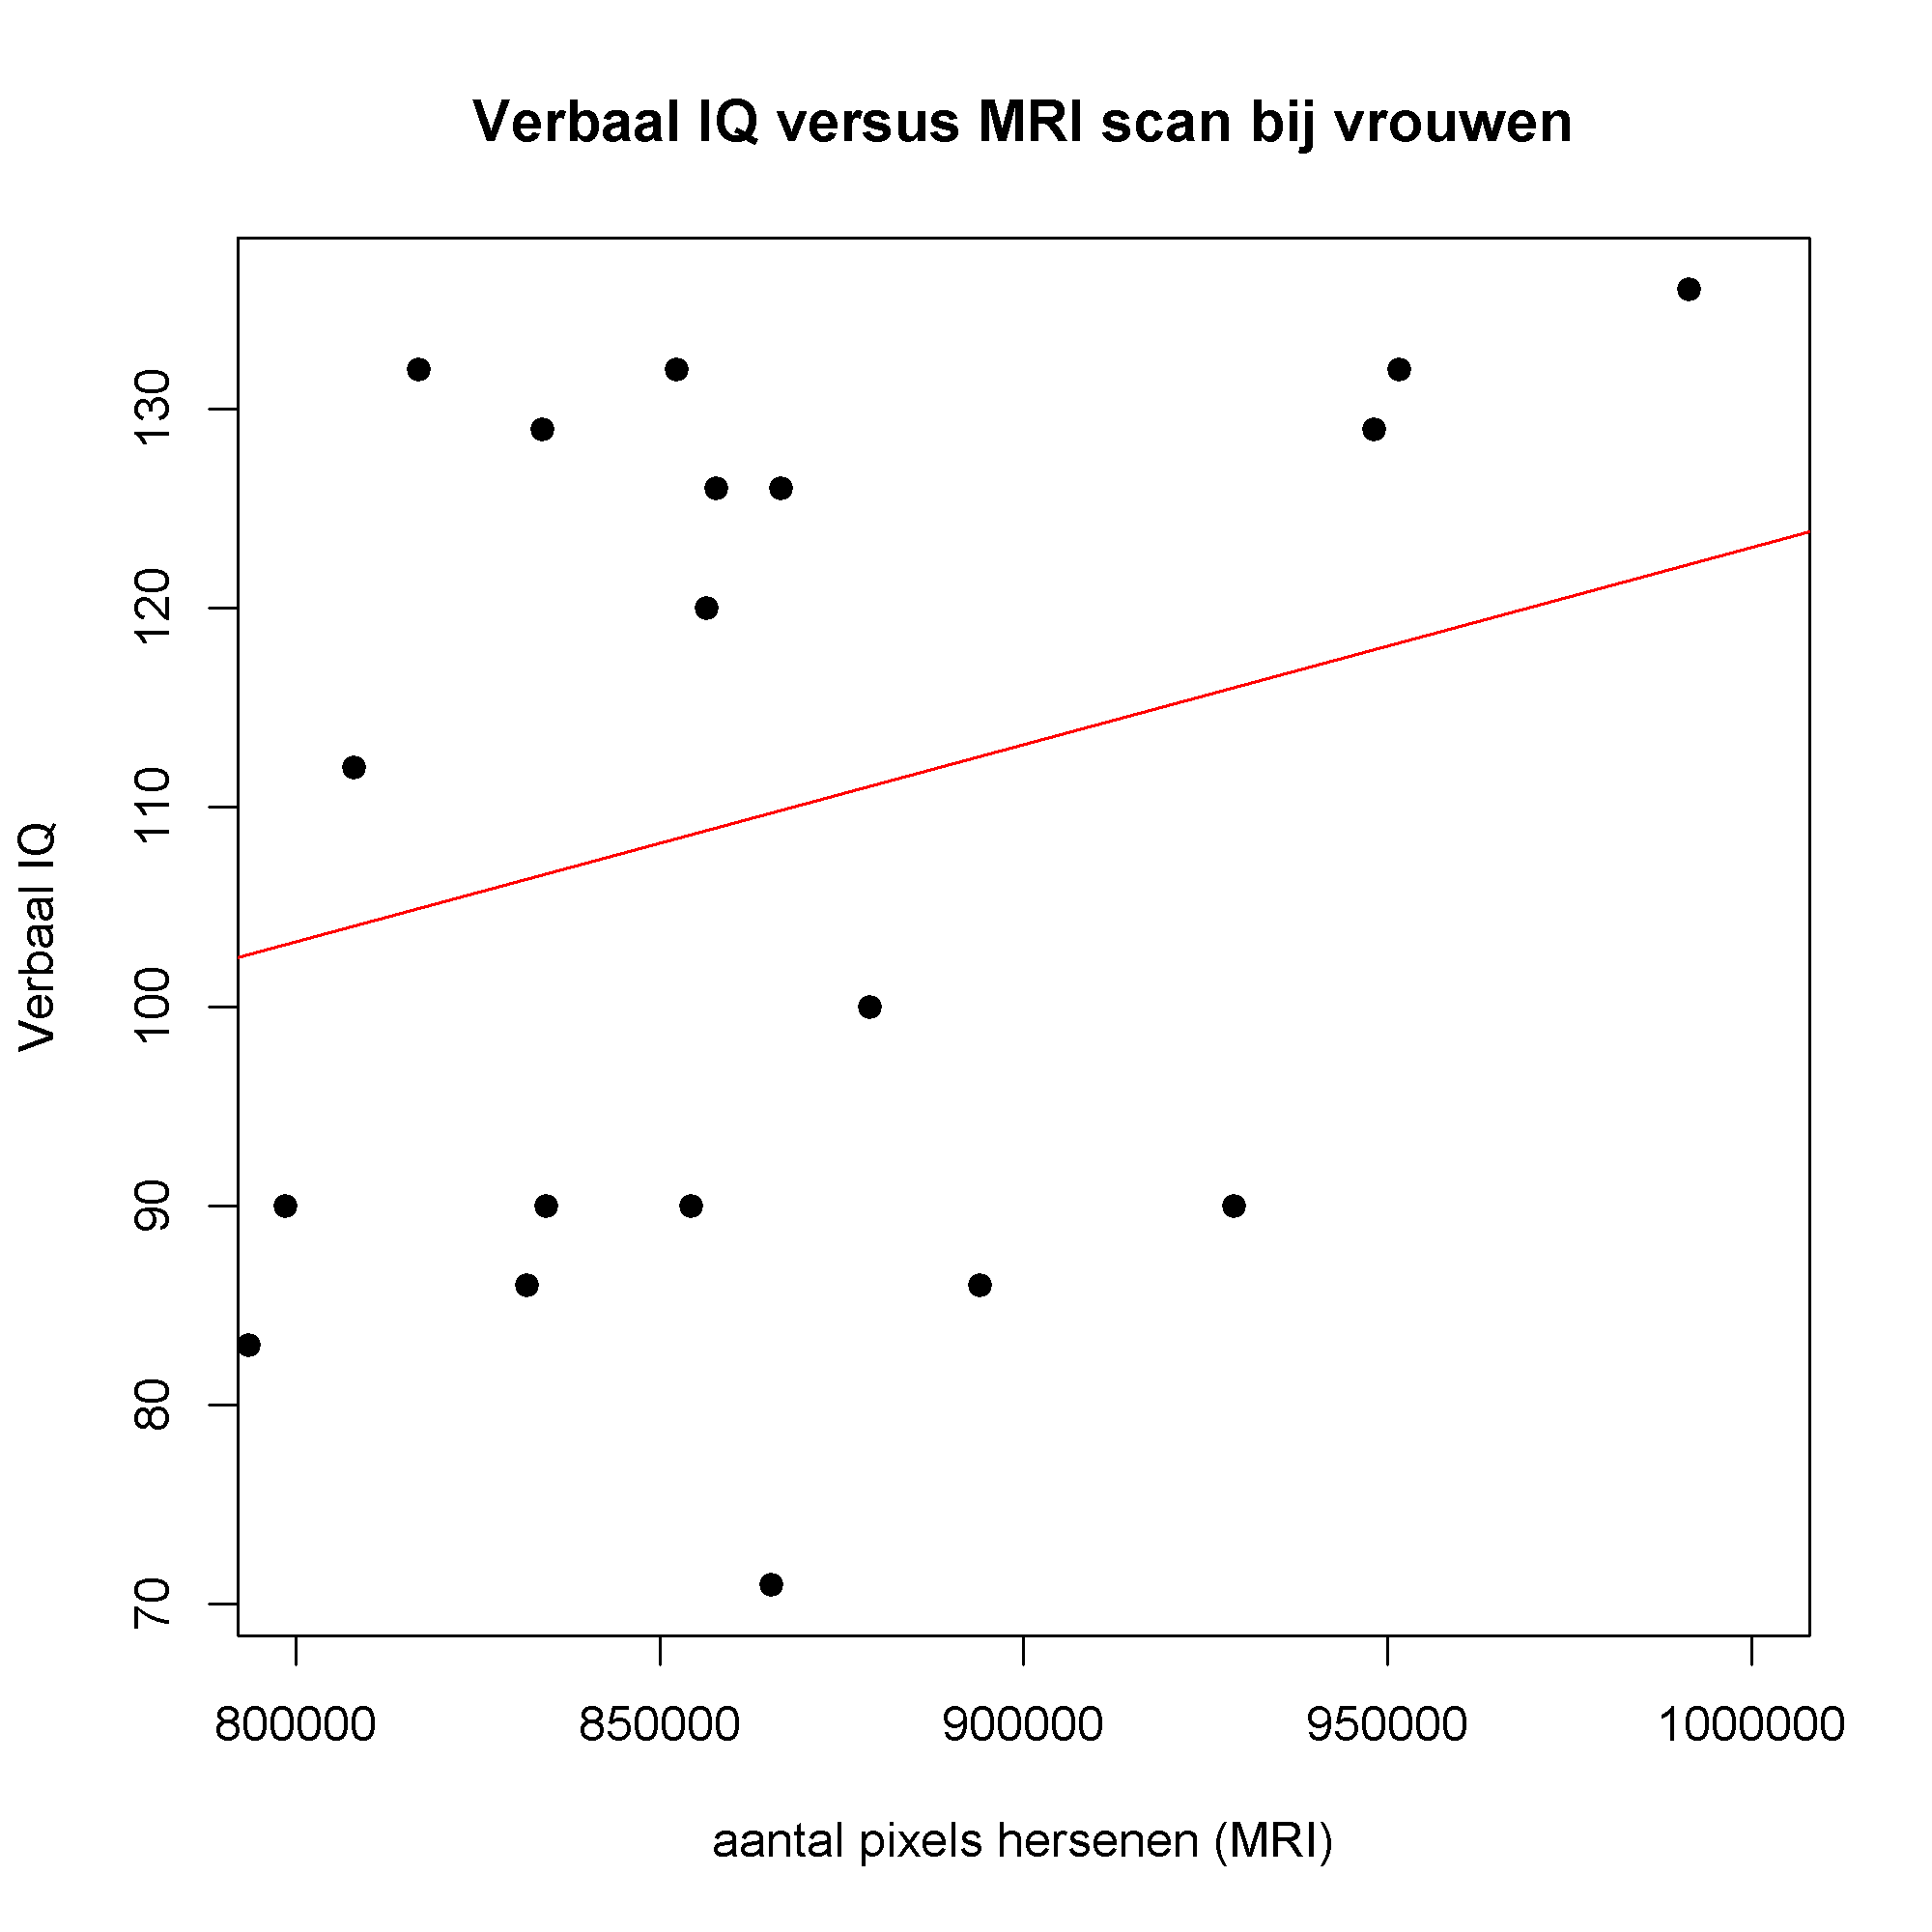 Verbaal IQ versus MRI scan bij vrouwen
Verbaal IQ
130
120
110
100
90
80
70
800000 850000 900000 950000 1000000
aantal pixels hersenen (MRI)